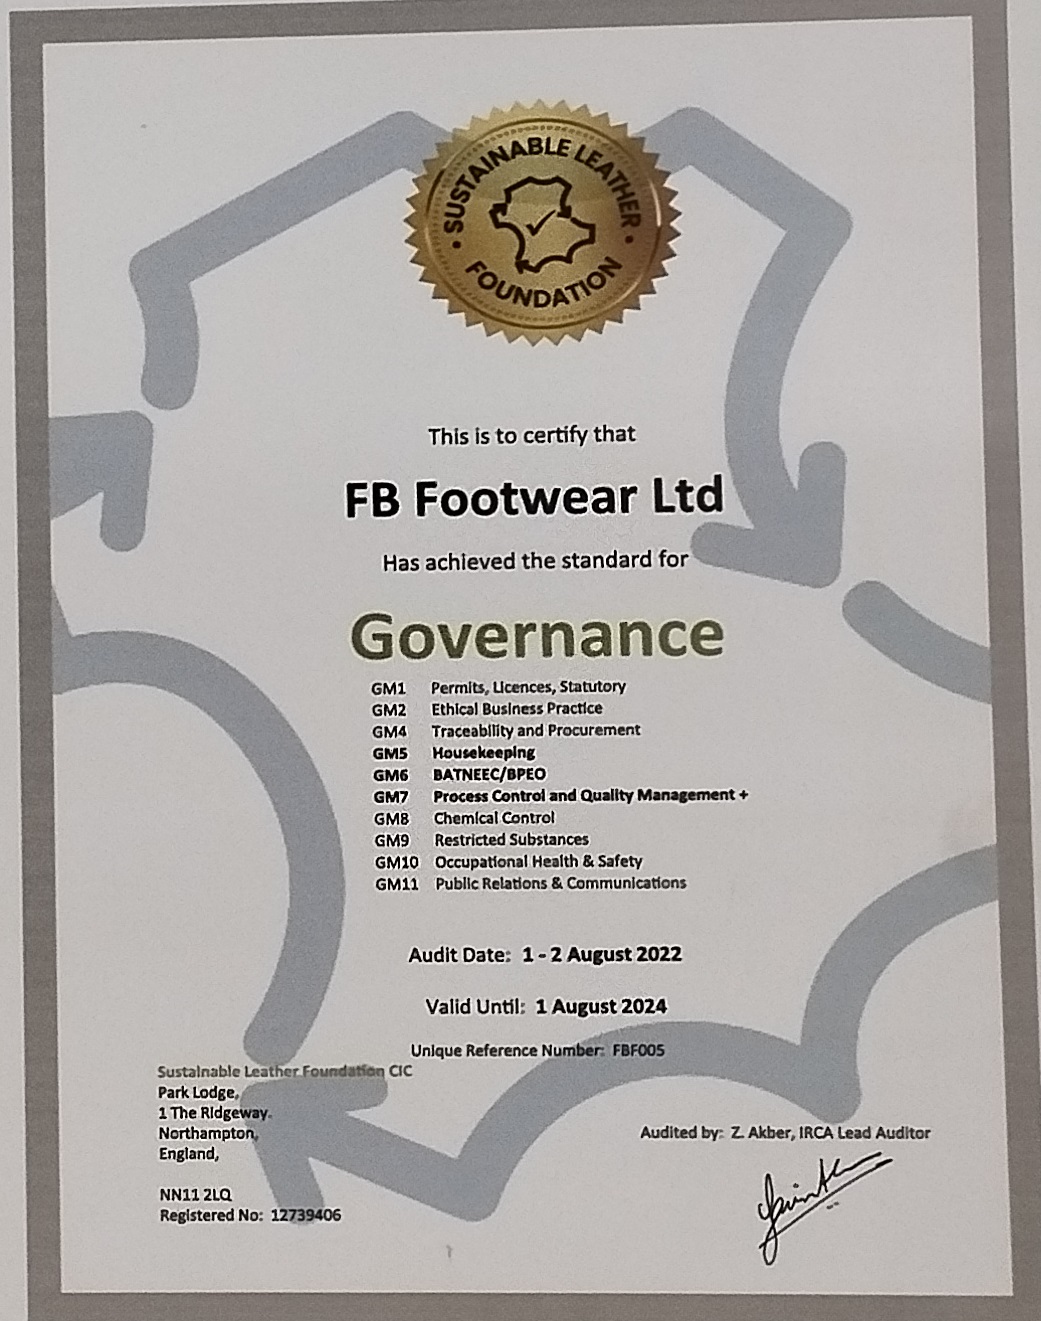 SUSTAINABLE LEATHER
FOUNDATION
This is to certify that
FB Footwear Ltd
Has achieved the standard for
Governance
GM1 Permits, Licences, Statutory
GM2 Ethical Business Practice
GM4 Traceability and Procurement
GM5 Housekeeping
GM6 BATNEEC/BPEO
GM7 Process Control and Quality Management +
GM8 Chemical Control
GM9 Restricted Substances
GM10 Occupational Health & Safety
GM11 Public Relations & Communications
Audit Date: 1 - 2 August 2022
Valid Until: 1 August 2024
Unique Reference Number: FBF005
Sustainable Leather Foundation CIC
Park Lodge,
1 The Ridgeway.
Northampton,
England,
NN11 2LQ
Registered No: 12739406
Audited by: Z. Akber, IRCA Lead Auditor